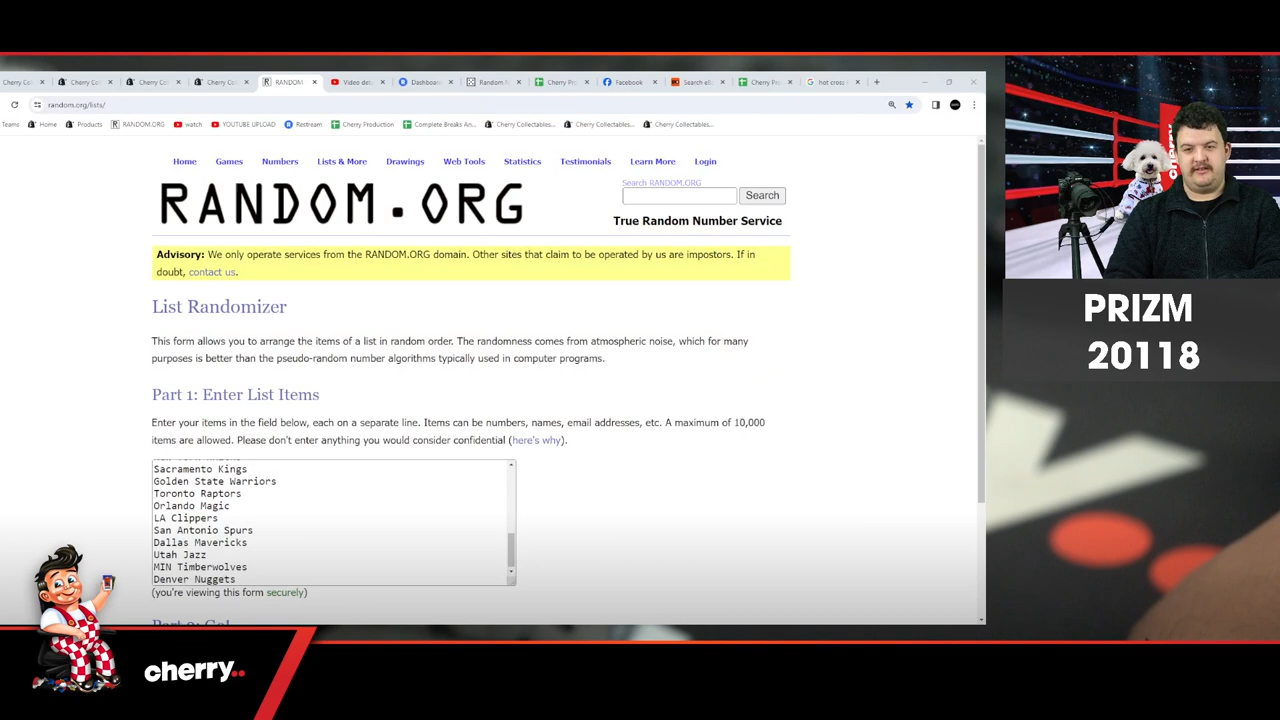 Cherry Col
Cherry Co
Cherry Co
Cherry Co
RANDOM
Video des
Dashboard
Random N
Cherry Pro
Facebook
Search eB
Cherry Pro
hot cross
random.org/lists/
Teams
Home
Products
RANDOM.ORG
watch
YOUTUBE UPLOAD
Restream
Cherry Production
Complete Breaks An...
Cherry Collectables...
Cherry Collectables...
Cherry Collectables...
Home
Games
Numbers
Lists & More
Drawings
Web Tools
Statistics
Testimonials
Learn More
Login
RANDOM.ORG
Search RANDOM.ORG
Search
True Random Number Service
Advisory: We only operate services from the RANDOM.ORG domain. Other sites that claim to be operated by us are impostors. If in
doubt, contact us.
List Randomizer
This form allows you to arrange the items of a list in random order. The randomness comes from atmospheric noise, which for many
purposes is better than the pseudo-random number algorithms typically used in computer programs.
Part 1: Enter List Items
Enter your items in the field below, each on a separate line. Items can be numbers, names, email addresses, etc. A maximum of 10,000
items are allowed. Please don't enter anything you would consider confidential (here's why).
Sacramento Kings
Golden State Warriors
Toronto Raptors
Orlando Magic
LA Clippers
San Antonio Spurs
Dallas Mavericks
Utah Jazz
MIN Timberwolves
Denver Nuggets
(you're viewing this form securely)
cherry
PRIZM
20118
cherry..